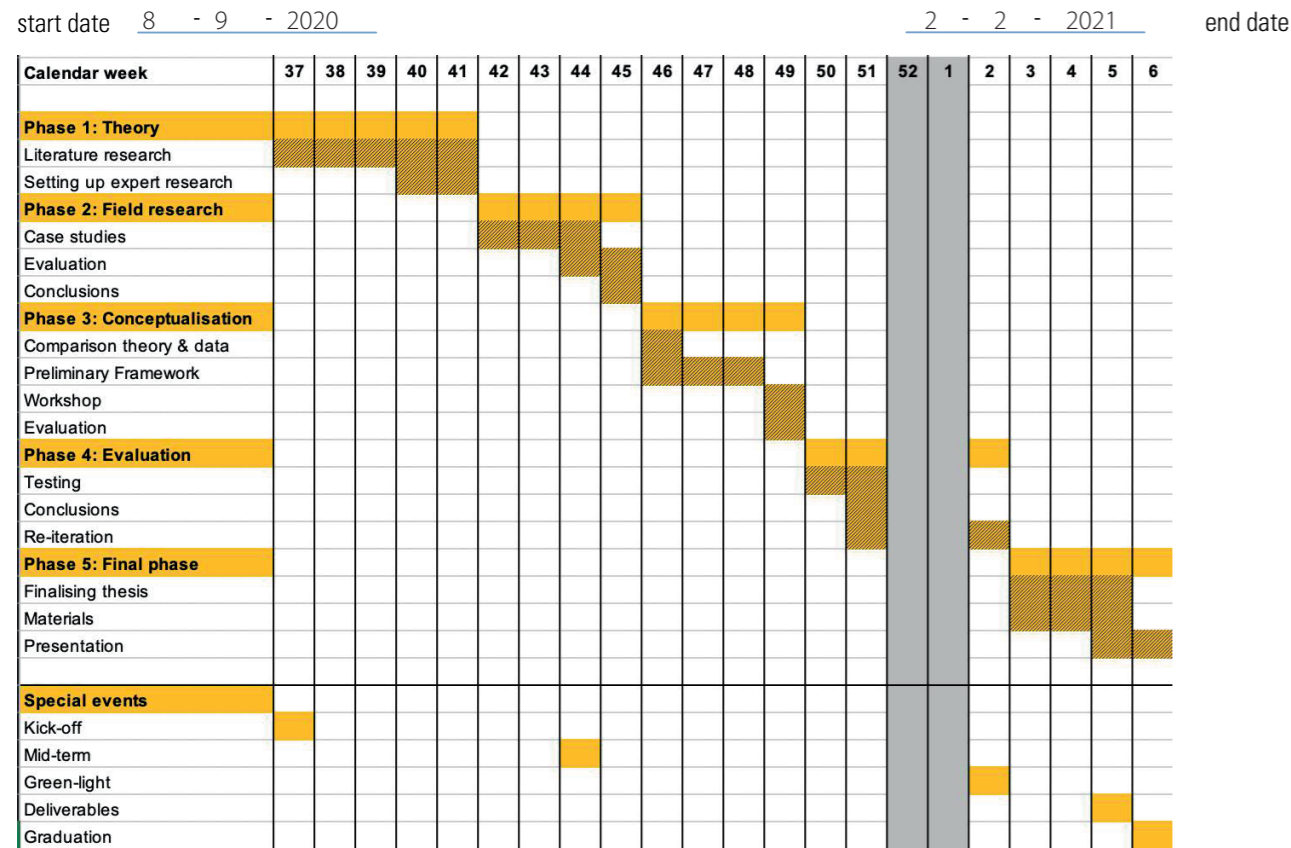 start date 8 - 9 - 2020 2 - 2 - 2021 end date
Calendar week 37 38 39 40 41 42 43 44 45 46 47 48 49 50 51 52 1 2 3 4 5 6
Phase 1: Theory
Literature research
Setting up expert research
Phase 2: Field research
Case studies
Evaluation
Conclusions
Phase 3: Conceptualisation
Comparison theory & data
Preliminary Framework
Workshop
Evaluation
Phase 4: Evaluation
Testing
Conclusions
Re-iteration
Phase 5: Final phase
Finalising thesis
Materials
Presentation
Special events
Kick-off
Mid-term
Green-light
Deliverables
Graduation